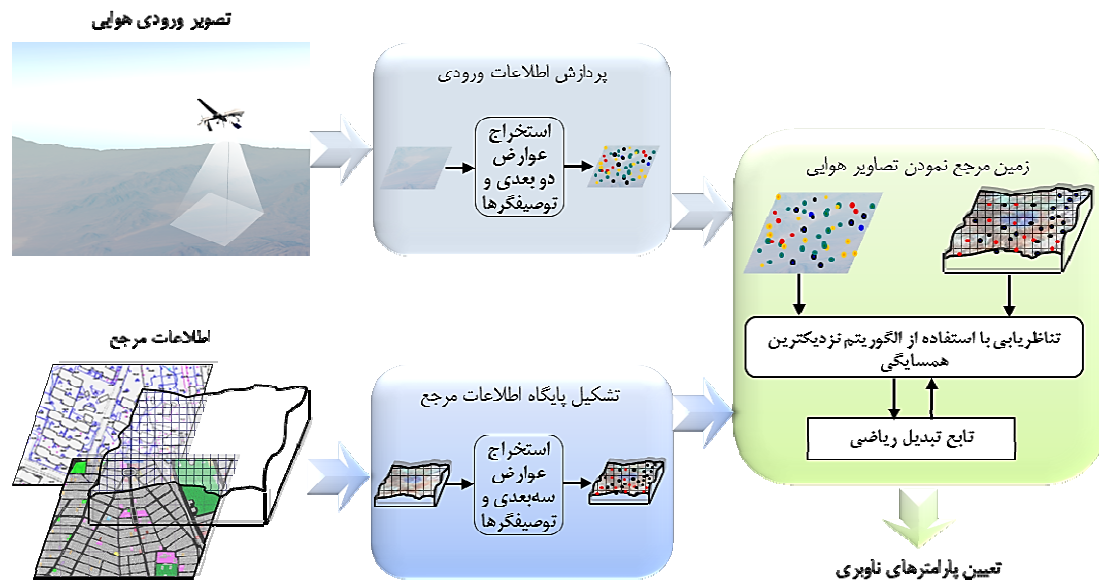 تصویر ورودی هوایی
پردازش اطلاعات ورودی
استخراج
عوارض
دو بعدی و
توصیفگرها
اطلاعات مرجع
تشکیل پایگاه اطلاعات مرجع
استخراج
عوارض
سه‌بعدی و
توصیفگرها
زمین مرجع نمودن تصاویر هوایی
تناظریابی با استفاده از الگوریتم نزدیکترین
همسایگی
تابع تبدیل ریاضی
تعیین پارامترهای ناوبری